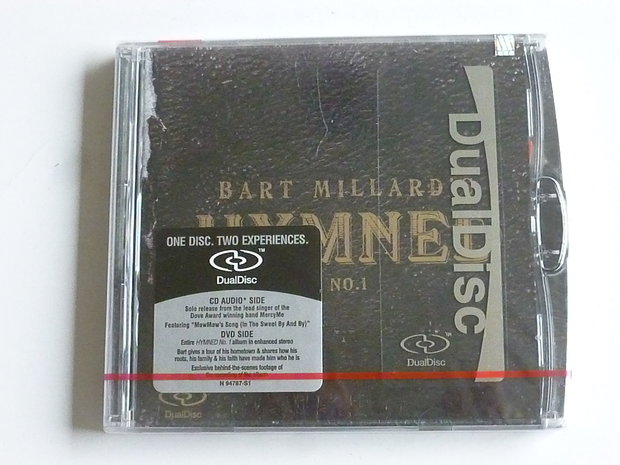 BART MILLARD
HYMNED
NO.1
DualDisc
DualDisc
ONE DISC. TWO EXPERIENCES.
DualDisc
CD AUDIO* SIDE
Solo release from the lead singer of the
Dove Award winning band MercyMe
Featuring "MawMaw's Song (In The Sweet By And By)"
DVD SIDE
Entire HYMNED No. 1 album in enhanced stereo
Bart gives a tour of his hometown & shares how his
roots, his family & his faith have made him who he is
Exclusive behind-the-scenes footage of
N 94787-S1
DualDisc